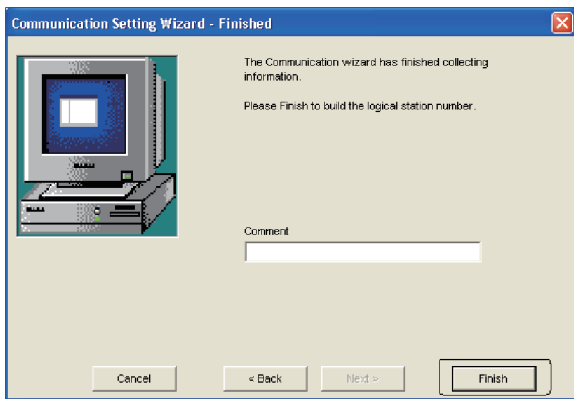 Communication Setting Wizard - Finished
The Communication wizard has finished collecting
information.
Please Finish to build the logical station number.
Comment
Cancel
< Back
Next >
Finish